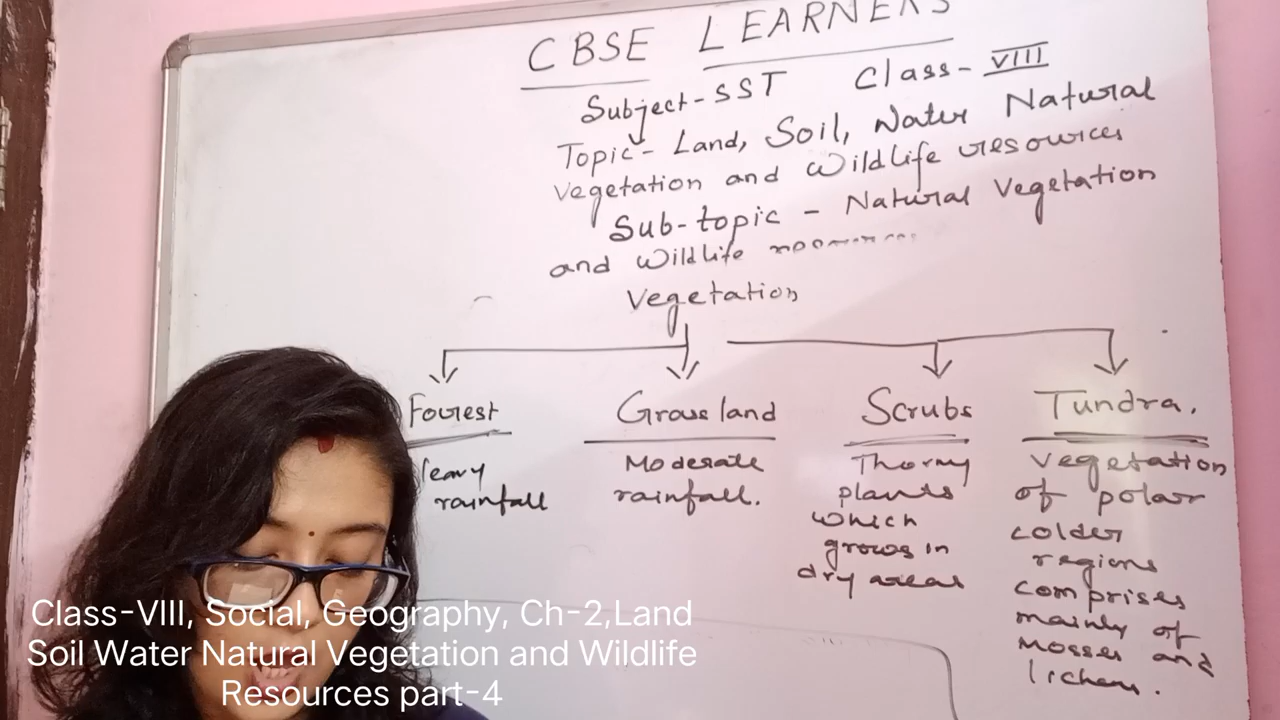 CBSE LEARNERS
Subject-SST Class-VIII
Topic- Land, Soil, Water Natural
Vegetation and Wildlife resources
Sub-topic - Natural Vegetation
and Wildlife
Vegetation
Forest Grassland Scrubs Tundra.
rainfall
Moderate
rainfall.
Thorny
plants
which
grows in
dry areas
Vegetation
of polar
colder
regions
comprises
mainly of
Mosses and
lichens.
Class-VIII, Social, Geography, Ch-2,Land
Soil Water Natural Vegetation and Wildlife
Resources part-4